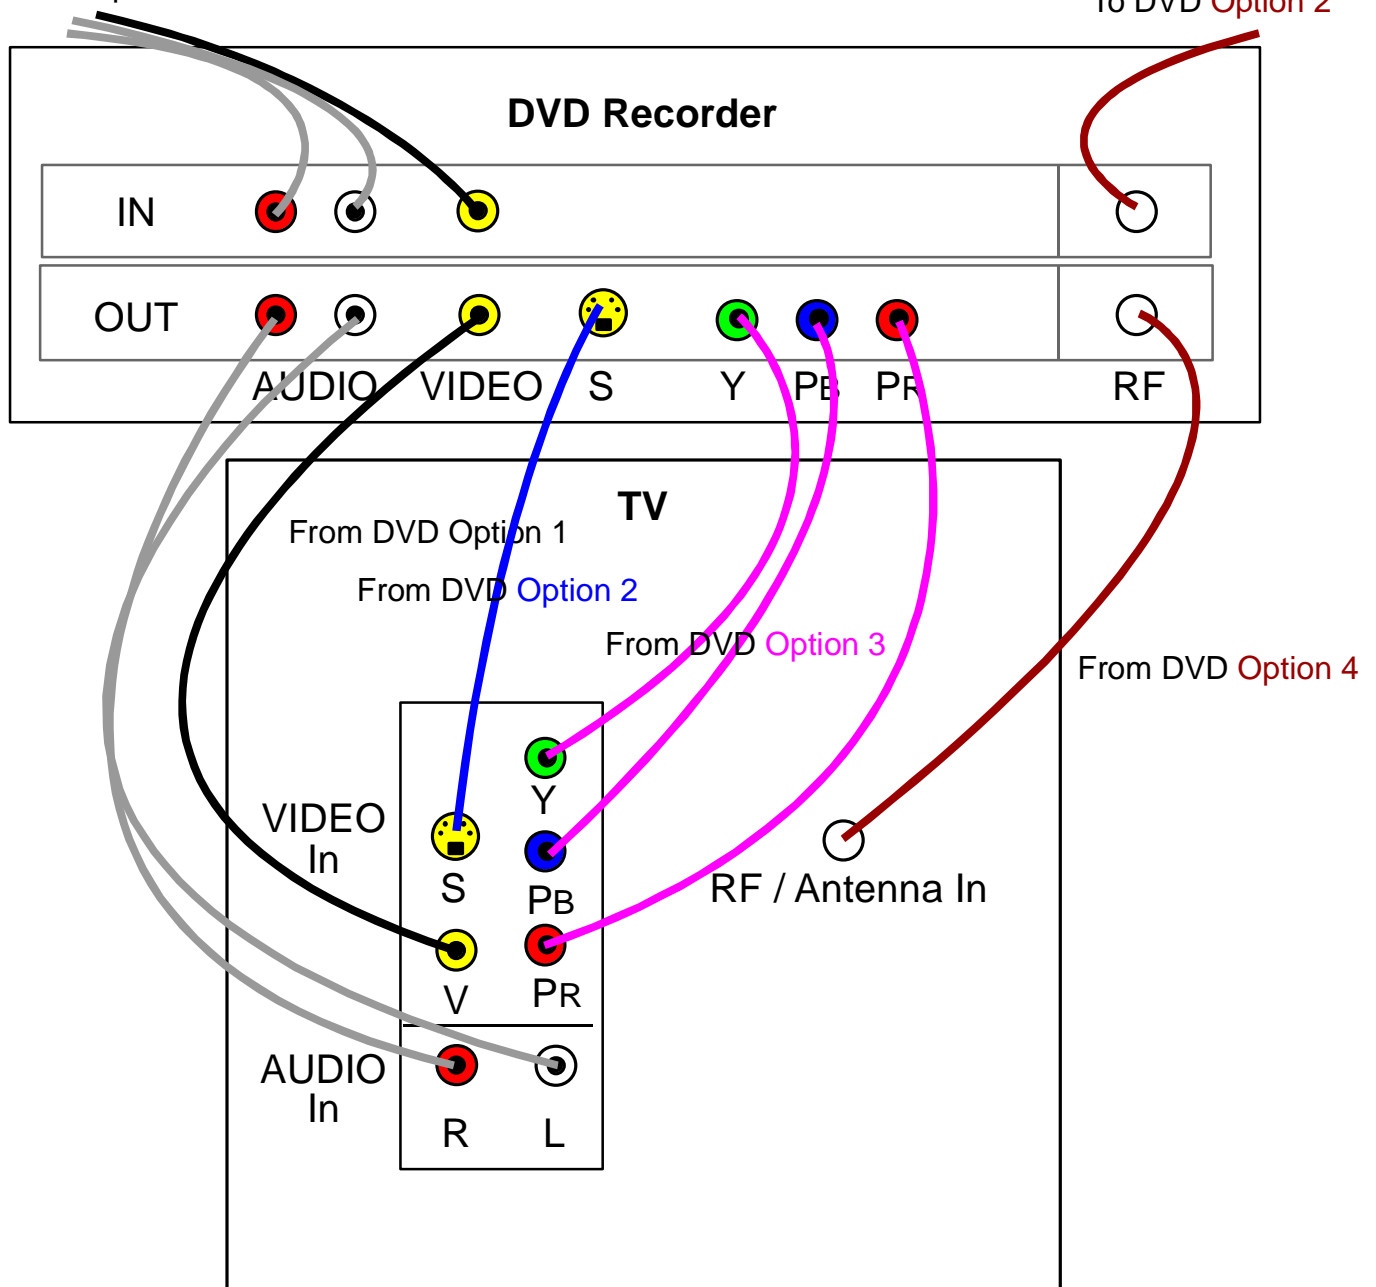 To DVD Option 2
DVD Recorder
IN
OUT
AUDIO VIDEO S Y PB PR RF
TV
From DVD Option 1
From DVD Option 2
From DVD Option 3
From DVD Option 4
Y
VIDEO
In
S
PB
RF / Antenna In
V
PR
AUDIO
In
R L